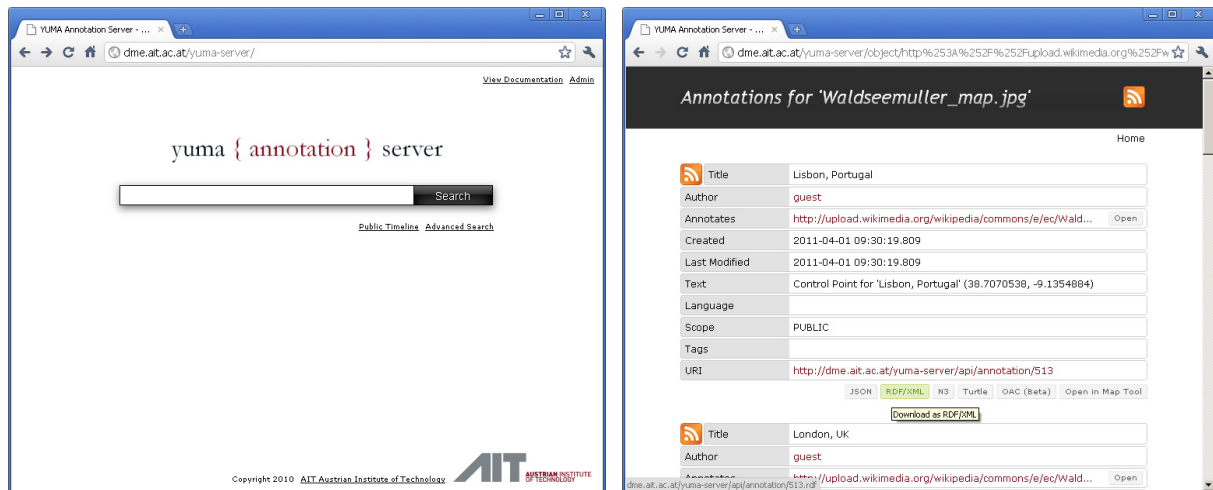 YUMA Annotation Server - ...
dme.ait.ac.at/yuma-server/
View Documentation Admin
yuma { annotation } server
Search
Public Timeline Advanced Search
Copyright 2010 AIT Austrian Institute of Technology
AIT AUSTRIAN INSTITUTE
OF TECHNOLOGY
YUMA Annotation Server - ...
dme.ait.ac.at/yuma-server/object/http%253A%252F%252Fupload.wikimedia.org%252Fw
Annotations for 'Waldseemuller_map.jpg'
Home
Title Lisbon, Portugal
Author guest
Annotates http://upload.wikimedia.org/wikipedia/commons/e/ec/Wald... Open
Created 2011-04-01 09:30:19.809
Last Modified 2011-04-01 09:30:19.809
Text Control Point for 'Lisbon, Portugal' (38.7070538, -9.1354884)
Language
Scope PUBLIC
Tags
URI http://dme.ait.ac.at/yuma-server/api/annotation/513
JSON RDF/XML N3 Turtle OAC (Beta) Open in Map Tool
Download as RDF/XML
Title London, UK
Author guest
Annotates http://upload.wikimedia.org/wikipedia/commons/e/ec/Wald... Open
dme.ait.ac.at/yuma-server/api/annotation/513.rdf